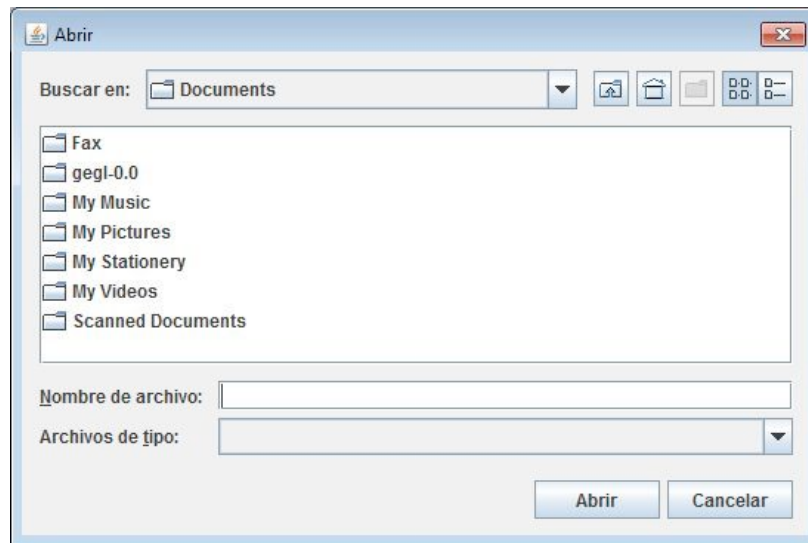 Abrir
Buscar en: Documents
Fax
gegl-0.0
My Music
My Pictures
My Stationery
My Videos
Scanned Documents
Nombre de archivo:
Archivos de tipo:
Abrir Cancelar